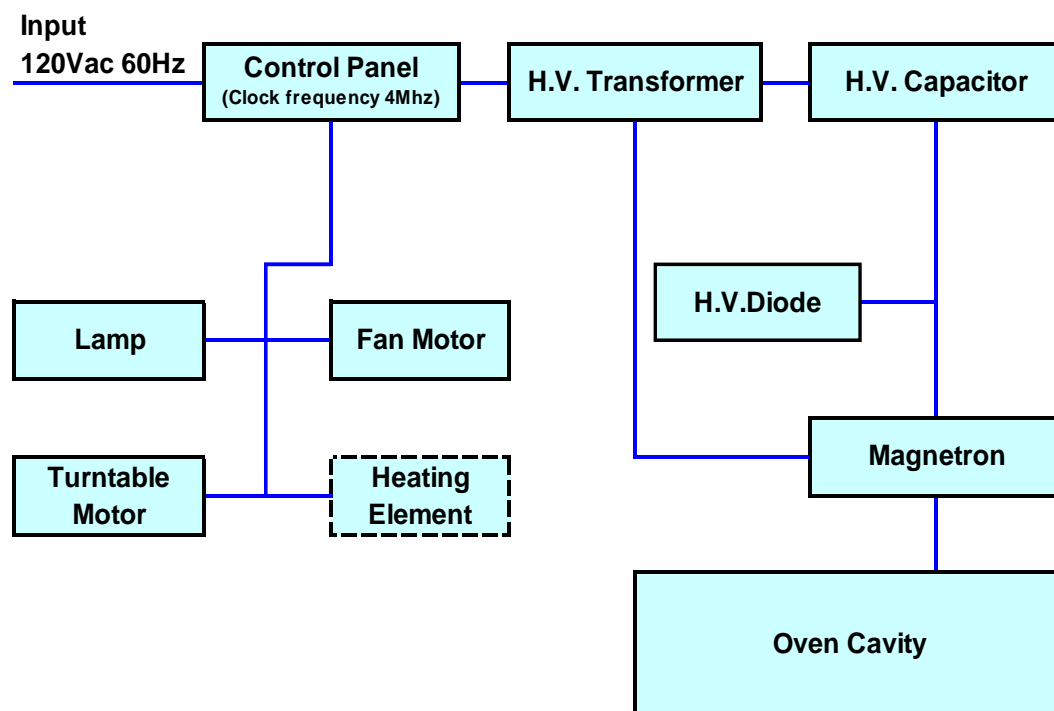 Input
120Vac 60Hz
Control Panel
(Clock frequency 4Mhz)
H.V. Transformer
H.V. Capacitor
H.V.Diode
Lamp
Fan Motor
Magnetron
Turntable
Motor
Heating
Element
Oven Cavity